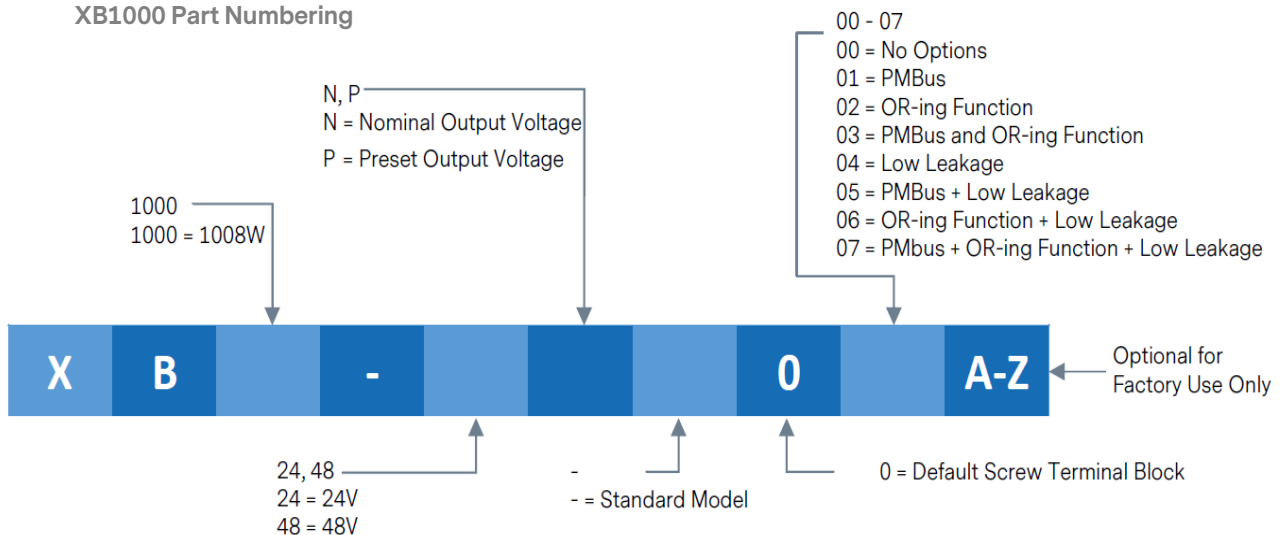 XB1000 Part Numbering
00 - 07
00 = No Options
01 = PMBus
02 = OR-ing Function
03 = PMBus and OR-ing Function
04 = Low Leakage
05 = PMBus + Low Leakage
06 = OR-ing Function + Low Leakage
07 = PMbus + OR-ing Function + Low Leakage
N, P
N = Nominal Output Voltage
P = Preset Output Voltage
1000
1000 = 1008W
X B - 0 A-Z
Optional for
Factory Use Only
24, 48
24 = 24V
48 = 48V
-
- = Standard Model
0 = Default Screw Terminal Block